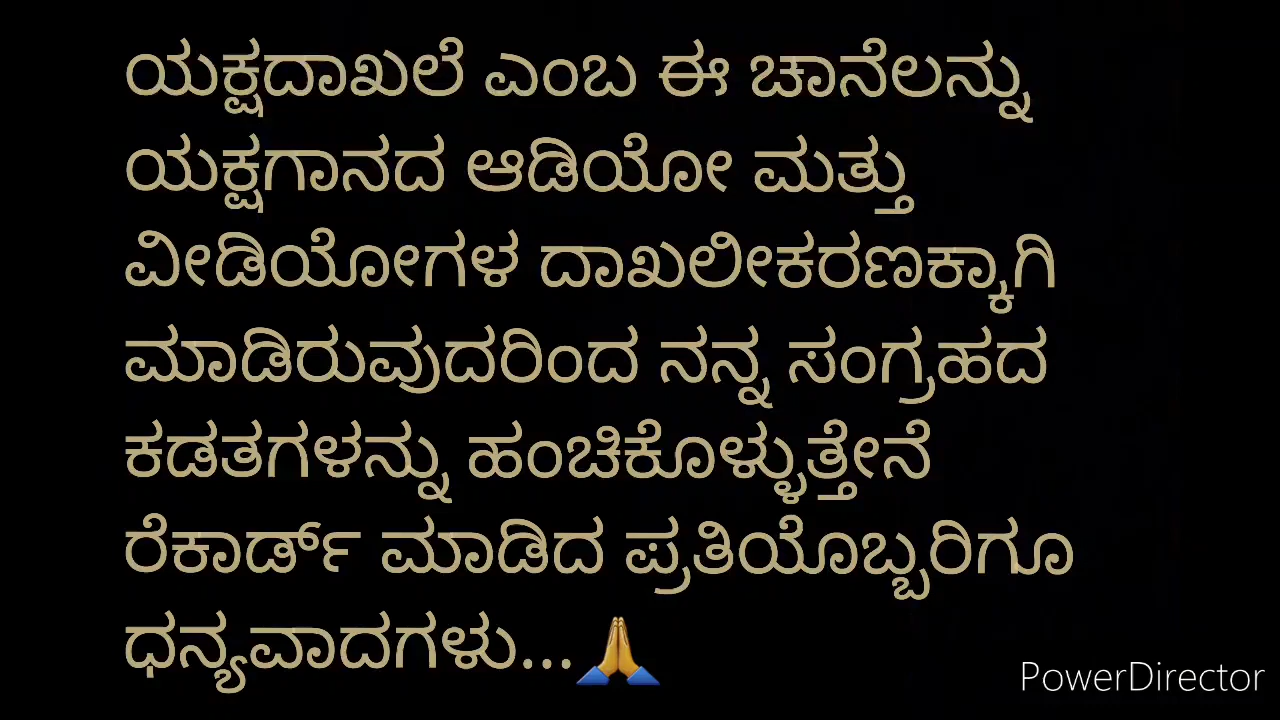 ಯಕ್ಷದಾಖಲೆ ಎಂಬ ಈ ಚಾನೆಲನ್ನು
ಯಕ್ಷಗಾನದ ಆಡಿಯೋ ಮತ್ತು
ವೀಡಿಯೋಗಳ ದಾಖಲೀಕರಣಕ್ಕಾಗಿ
ಮಾಡಿರುವುದರಿಂದ ನನ್ನ ಸಂಗ್ರಹದ
ಕಡತಗಳನ್ನು ಹಂಚಿಕೊಳ್ಳುತ್ತೇನೆ
ರೆಕಾರ್ಡ್ ಮಾಡಿದ ಪ್ರತಿಯೊಬ್ಬರಿಗೂ
ಧನ್ಯವಾದಗಳು...🙏
PowerDirector